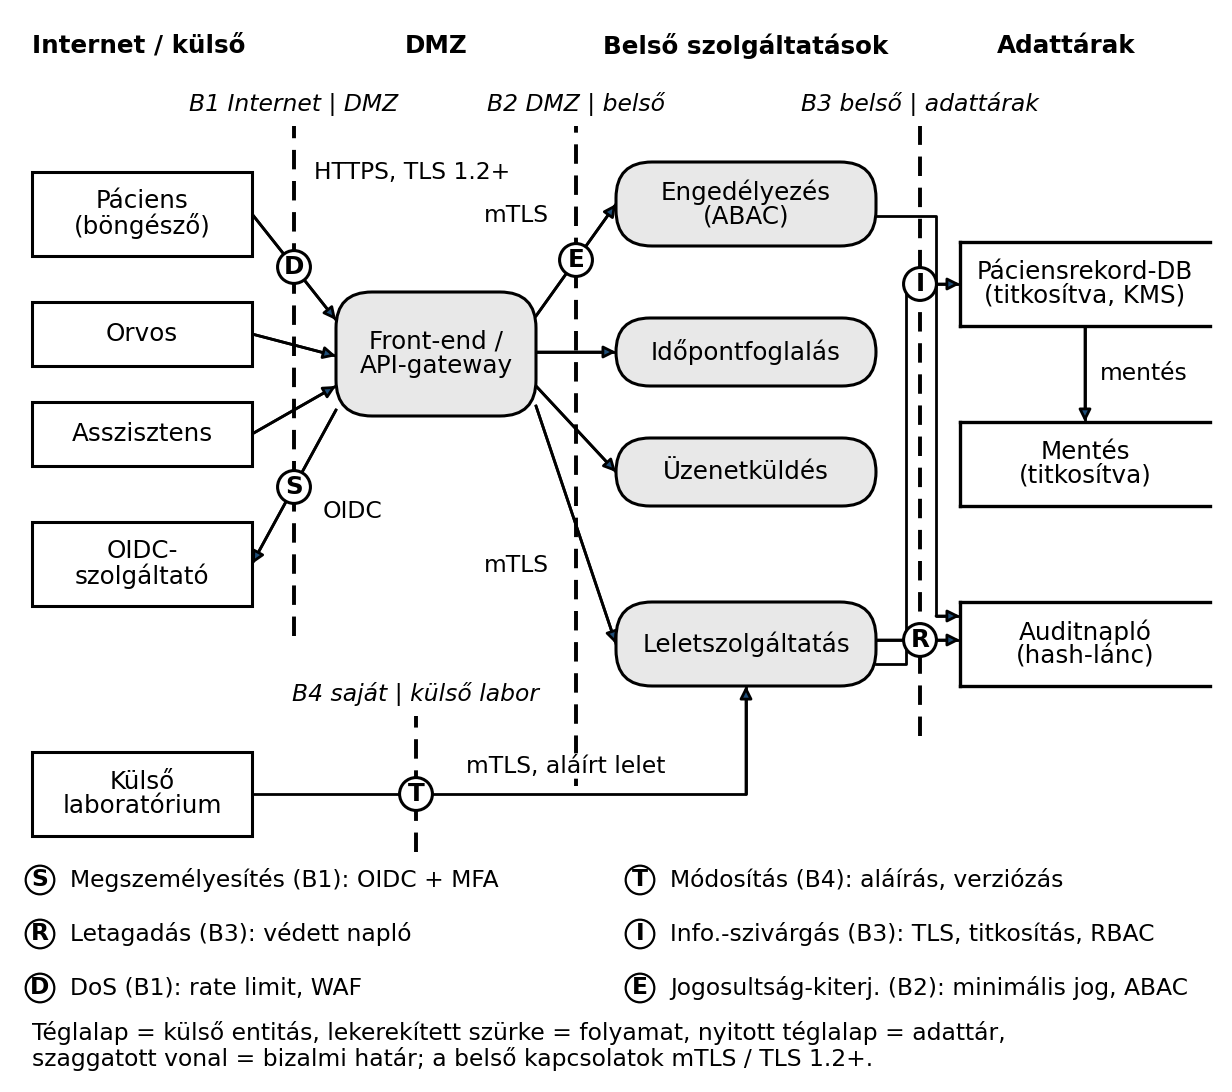 Internet / külső
DMZ
Belső szolgáltatások
Adattárak
B1 Internet | DMZ
B2 DMZ | belső
B3 belső | adattárak
HTTPS, TLS 1.2+
Páciens
(böngésző)
mTLS
Engedélyezés
(ABAC)
D
E
I
Páciensrekord-DB
(titkosítva, KMS)
Orvos
Front-end /
API-gateway
Időpontfoglalás
mentés
Asszisztens
Üzenetküldés
Mentés
(titkosítva)
S
OIDC
OIDC-
szolgáltató
mTLS
Leletszolgáltatás
R
Auditnapló
(hash-lánc)
B4 saját | külső labor
Külső
laboratórium
T
mTLS, aláírt lelet
S Megszemélyesítés (B1): OIDC + MFA
T Módosítás (B4): aláírás, verziózás
R Letagadás (B3): védett napló
I Info.-szivárgás (B3): TLS, titkosítás, RBAC
D DoS (B1): rate limit, WAF
E Jogosultság-kiterj. (B2): minimális jog, ABAC
Téglalap = külső entitás, lekerekített szürke = folyamat, nyitott téglalap = adattár,
szaggatott vonal = bizalmi határ; a belső kapcsolatok mTLS / TLS 1.2+.